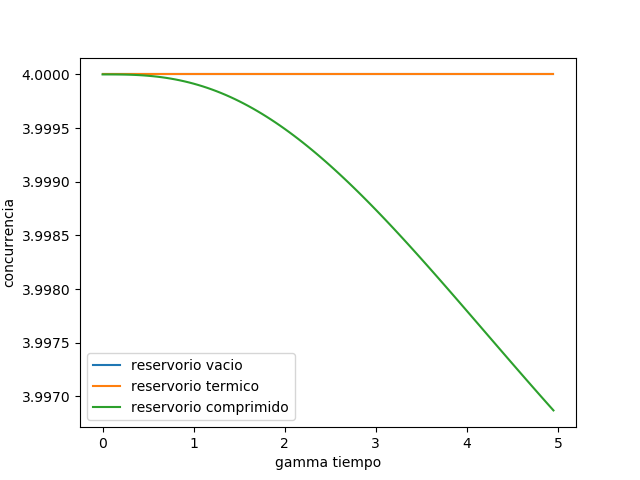 4.0000
3.9995
3.9990
3.9985
3.9980
3.9975
3.9970
concurrencia
reservorio vacio
reservorio termico
reservorio comprimido
0 1 2 3 4 5
gamma tiempo